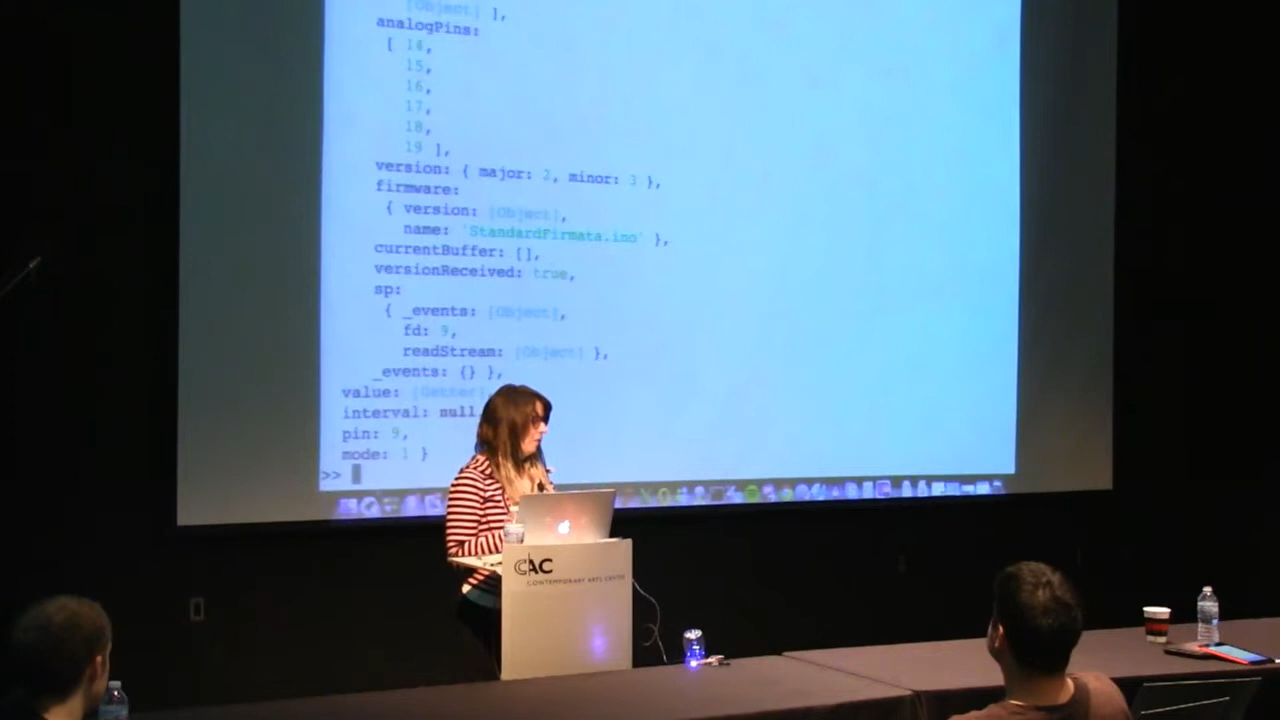 [Object] ],
analogPins:
[ 14,
15,
16,
17,
18,
19 ],
version: { major: 2, minor: 3 },
firmware:
{ version: [Object],
name: 'StandardFirmata.ino' },
currentBuffer: [],
versionReceived: true,
sp:
{ _events: [Object],
fd: 9,
readStream: [Object] },
_events: {} },
value: [Getter],
interval: null
pin: 9,
mode: 1 }
>>
CAC
CONTEMPORARY ARTS CENTER